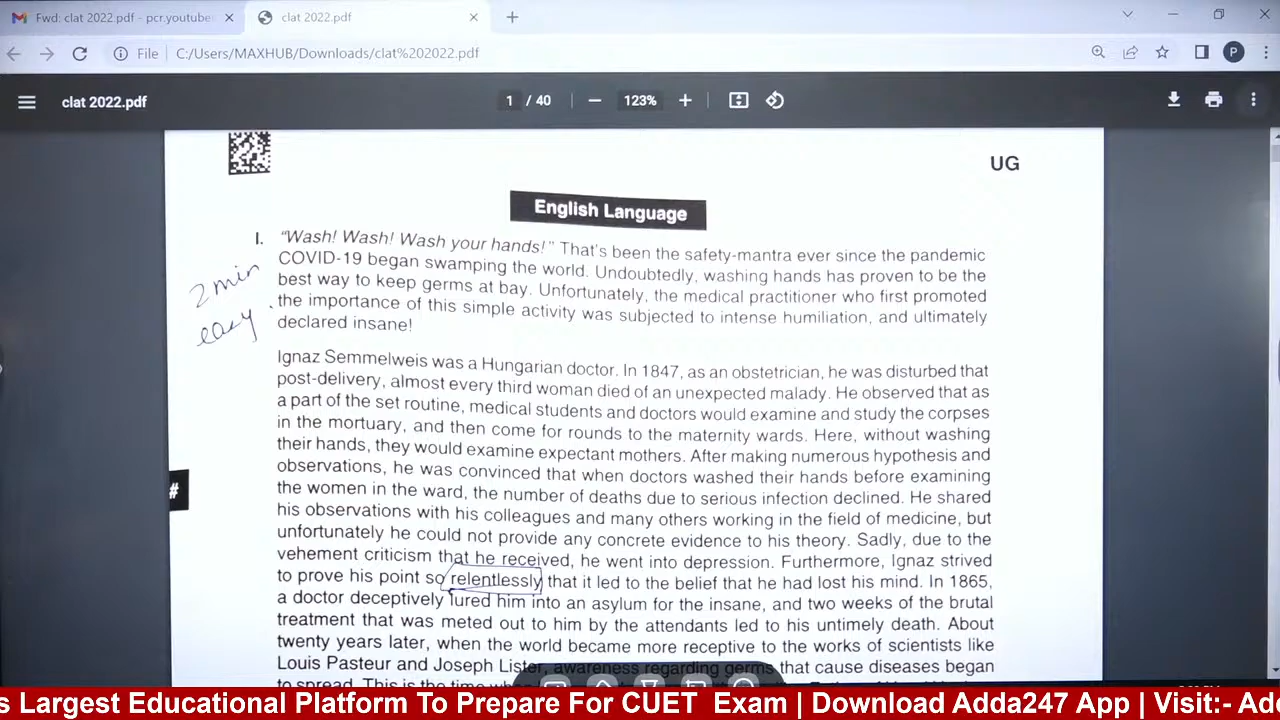 Fwd: clat 2022.pdf - pcr.youtube
clat 2022.pdf
File C:/Users/MAXHUB/Downloads/clat%202022.pdf
P
clat 2022.pdf
1 / 40
123%
UG
English Language
I. "Wash! Wash! Wash your hands!" That's been the safety-mantra ever since the pandemic
COVID-19 began swamping the world. Undoubtedly, washing hands has proven to be the
best way to keep germs at bay. Unfortunately, the medical practitioner who first promoted
the importance of this simple activity was subjected to intense humiliation, and ultimately
declared insane!
2 min
easy
Ignaz Semmelweis was a Hungarian doctor. In 1847, as an obstetrician, he was disturbed that
post-delivery, almost every third woman died of an unexpected malady. He observed that as
a part of the set routine, medical students and doctors would examine and study the corpses
in the mortuary, and then come for rounds to the maternity wards. Here, without washing
their hands, they would examine expectant mothers. After making numerous hypothesis and
observations, he was convinced that when doctors washed their hands before examining
the women in the ward, the number of deaths due to serious infection declined. He shared
#
his observations with his colleagues and many others working in the field of medicine, but
unfortunately he could not provide any concrete evidence to his theory. Sadly, due to the
vehement criticism that he received, he went into depression. Furthermore, Ignaz strived
to prove his point so relentlessly that it led to the belief that he had lost his mind. In 1865,
a doctor deceptively lured him into an asylum for the insane, and two weeks of the brutal
treatment that was meted out to him by the attendants led to his untimely death. About
twenty years later, when the world became more receptive to the works of scientists like
Louis Pasteur and Joseph Lister, awareness regarding germs that cause diseases began
to spread. This is the time
s Largest Educational Platform To Prepare For CUET Exam | Download Adda247 App | Visit:- Ad